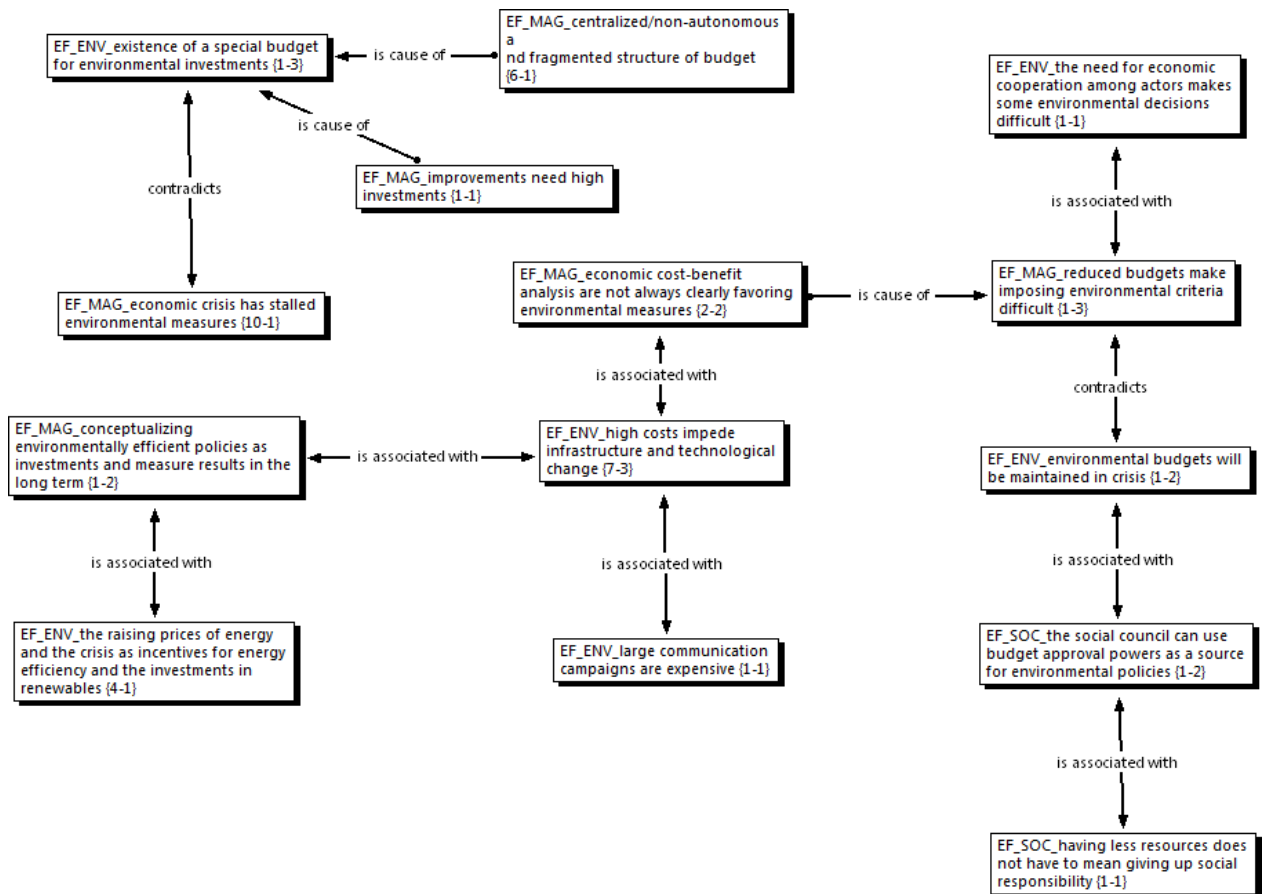 EF_MAG_centralized/non-autonomous
a
nd fragmented structure of budget
{6-1}
EF_ENV_existence of a special budget
for environmental investments {1-3}
is cause of
EF_ENV_the need for economic
cooperation among actors makes
some environmental decisions
difficult {1-1}
is cause of
EF_MAG_improvements need high
investments {1-1}
contradicts
is associated with
EF_MAG_economic crisis has stalled
environmental measures {10-1}
EF_MAG_economic cost-benefit
analysis are not always clearly favoring
environmental measures {2-2}
is cause of
EF_MAG_reduced budgets make
imposing environmental criteria
difficult {1-3}
is associated with
contradicts
EF_MAG_conceptualizing
environmentally efficient policies as
investments and measure results in the
long term {1-2}
is associated with
EF_ENV_high costs impede
infrastructure and technological
change {7-3}
EF_ENV_environmental budgets will
be maintained in crisis {1-2}
is associated with
is associated with
is associated with
EF_ENV_the raising prices of energy
and the crisis as incentives for energy
efficiency and the investments in
renewables {4-1}
EF_ENV_large communication
campaigns are expensive {1-1}
EF_SOC_the social council can use
budget approval powers as a source
for environmental policies {1-2}
is associated with
EF_SOC_having less resources does
not have to mean giving up social
responsibility {1-1}